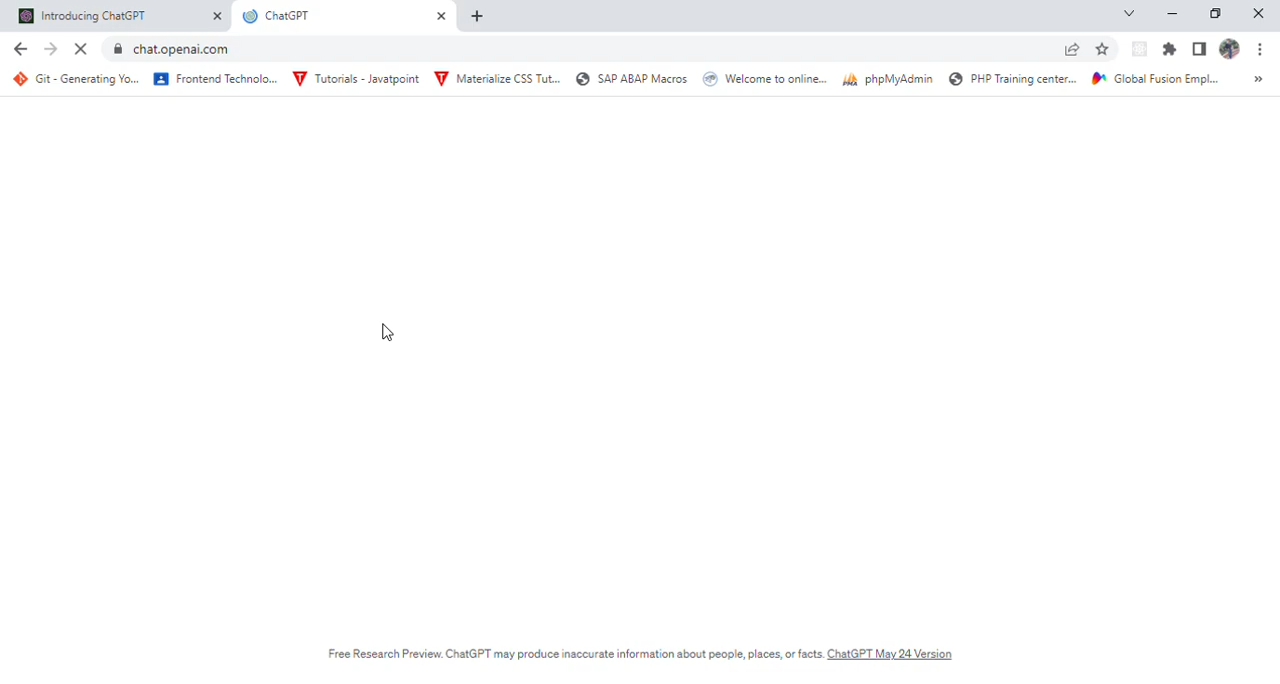 Introducing ChatGPT
ChatGPT
chat.openai.com
Git - Generating Yo...
Frontend Technolo...
Tutorials - Javatpoint
Materialize CSS Tut...
SAP ABAP Macros
Welcome to online...
phpMyAdmin
PHP Training center...
Global Fusion Empl...
Free Research Preview. ChatGPT may produce inaccurate information about people, places, or facts. ChatGPT May 24 Version